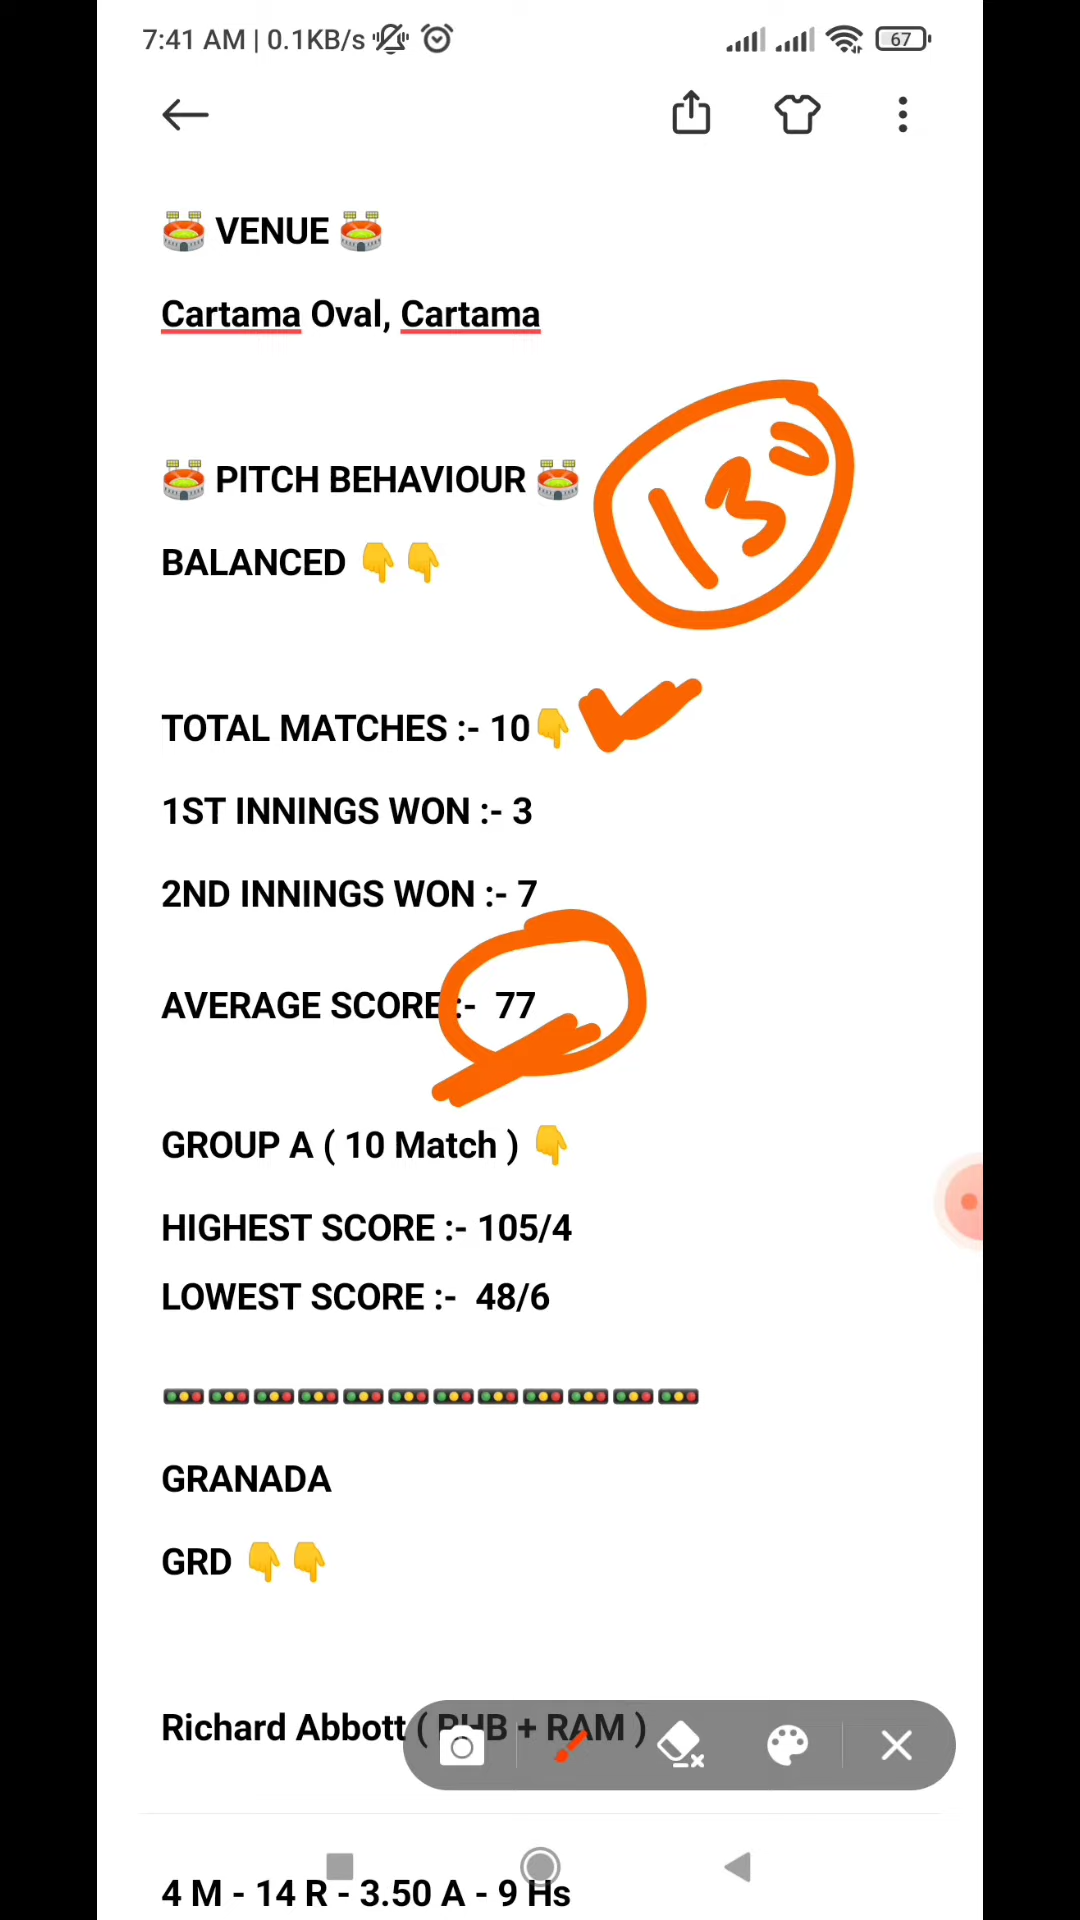 7:41 AM | 0.1KB/s 67
VENUE
Cartama Oval, Cartama
PITCH BEHAVIOUR
13"
BALANCED
TOTAL MATCHES :- 10
1ST INNINGS WON :- 3
2ND INNINGS WON :- 7
AVERAGE SCORE :- 77
GROUP A ( 10 Match )
HIGHEST SCORE :- 105/4
LOWEST SCORE :- 48/6
GRANADA
GRD
Richard Abbott ( RHB + RAM )
4 M - 14 R - 3.50 A - 9 Hs